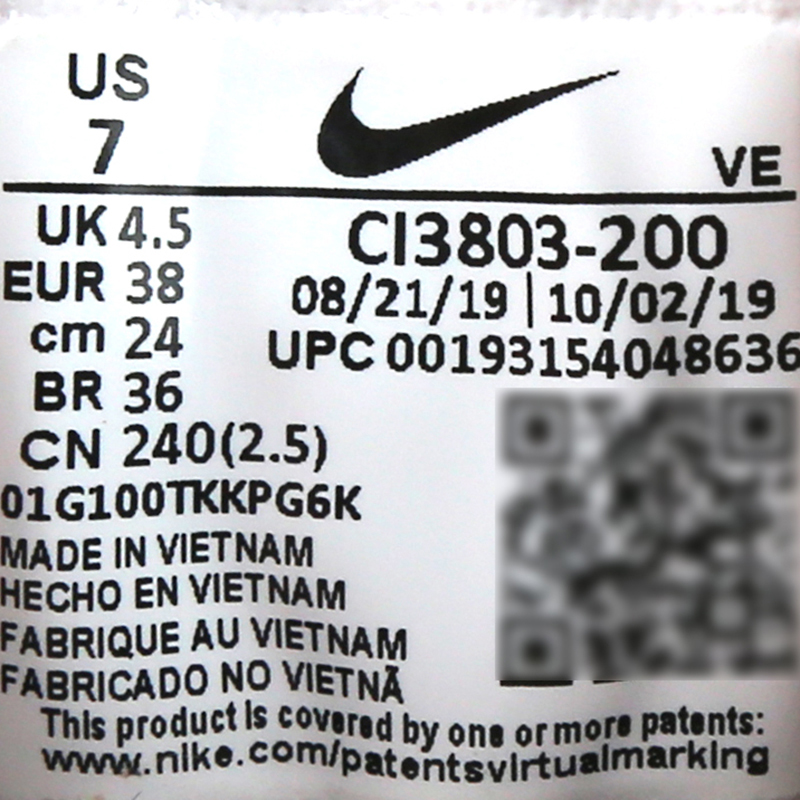 US
7
VE
UK 4.5
EUR 38
cm 24
BR 36
CN 240(2.5)
CI3803-200
08/21/19 | 10/02/19
UPC 00193154048636
01G100TKKPG6K
MADE IN VIETNAM
HECHO EN VIETNAM
FABRIQUE AU VIETNAM
FABRICADO NO VIETNÃ
This product is covered by one or more patents:
www.nike.com/patentsvirtualmarking